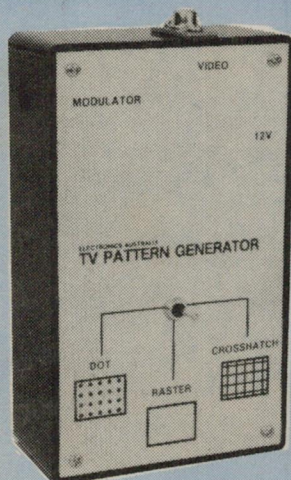 VIDEO
MODULATOR
12V
ELECTRONICS AUSTRALIA
TV PATTERN GENERATOR
DOT
CROSSHATCH
RASTER